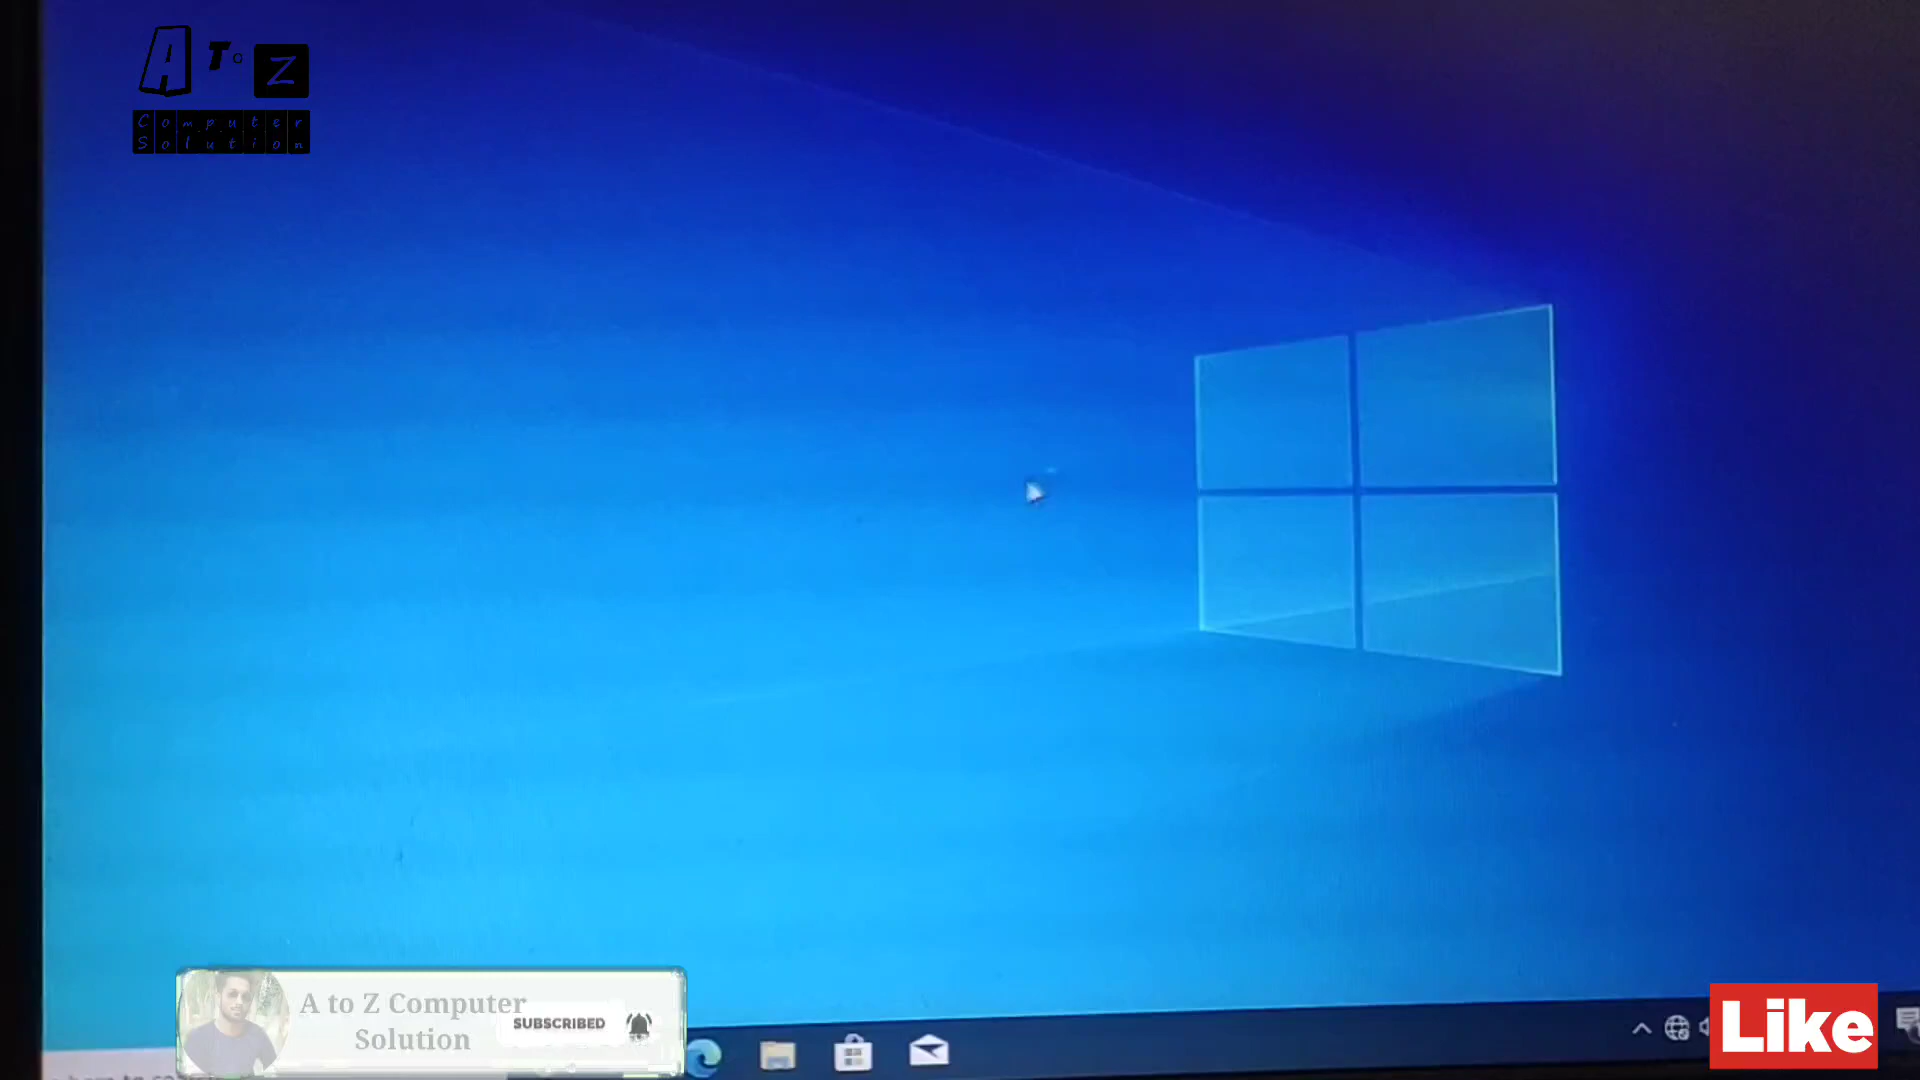 A To Z
Computer
Solution
A to Z Computer
Solution
SUBSCRIBED
Like